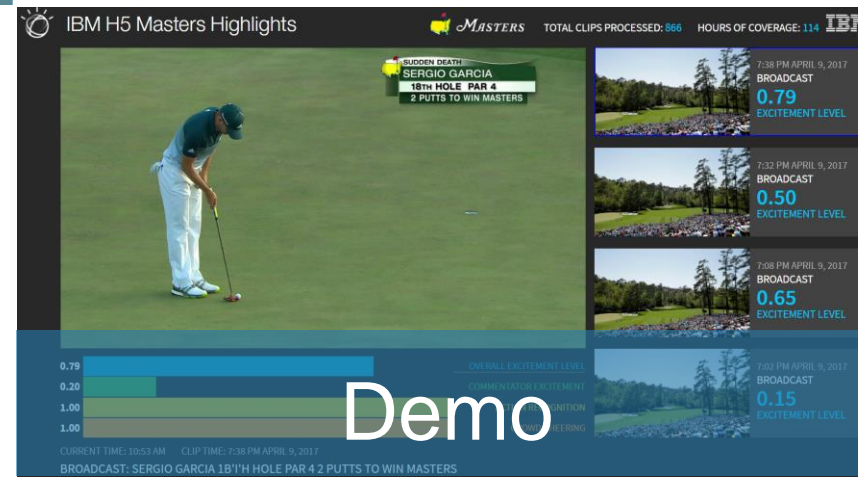 IBM H5 Masters Highlights
MASTERS
TOTAL CLIPS PROCESSED: 866
HOURS OF COVERAGE: 114
IBM
SUDDEN DEATH
SERGIO GARCIA
18TH HOLE PAR 4
2 PUTTS TO WIN MASTERS
7:38 PM APRIL 9, 2017
BROADCAST
0.79
EXCITEMENT LEVEL
7:32 PM APRIL 9, 2017
BROADCAST
0.50
EXCITEMENT LEVEL
7:08 PM APRIL 9, 2017
BROADCAST
0.65
EXCITEMENT LEVEL
7:02 PM APRIL 9, 2017
BROADCAST
0.15
EXCITEMENT LEVEL
0.79 OVERALL EXCITEMENT LEVEL
0.20 COMMENTATOR EXCITEMENT
1.00
1.00
Demo
CURRENT TIME: 10:53 AM CLIP TIME: 7:38 PM APRIL 9, 2017
BROADCAST: SERGIO GARCIA 1B'I'H HOLE PAR 4 2 PUTTS TO WIN MASTERS